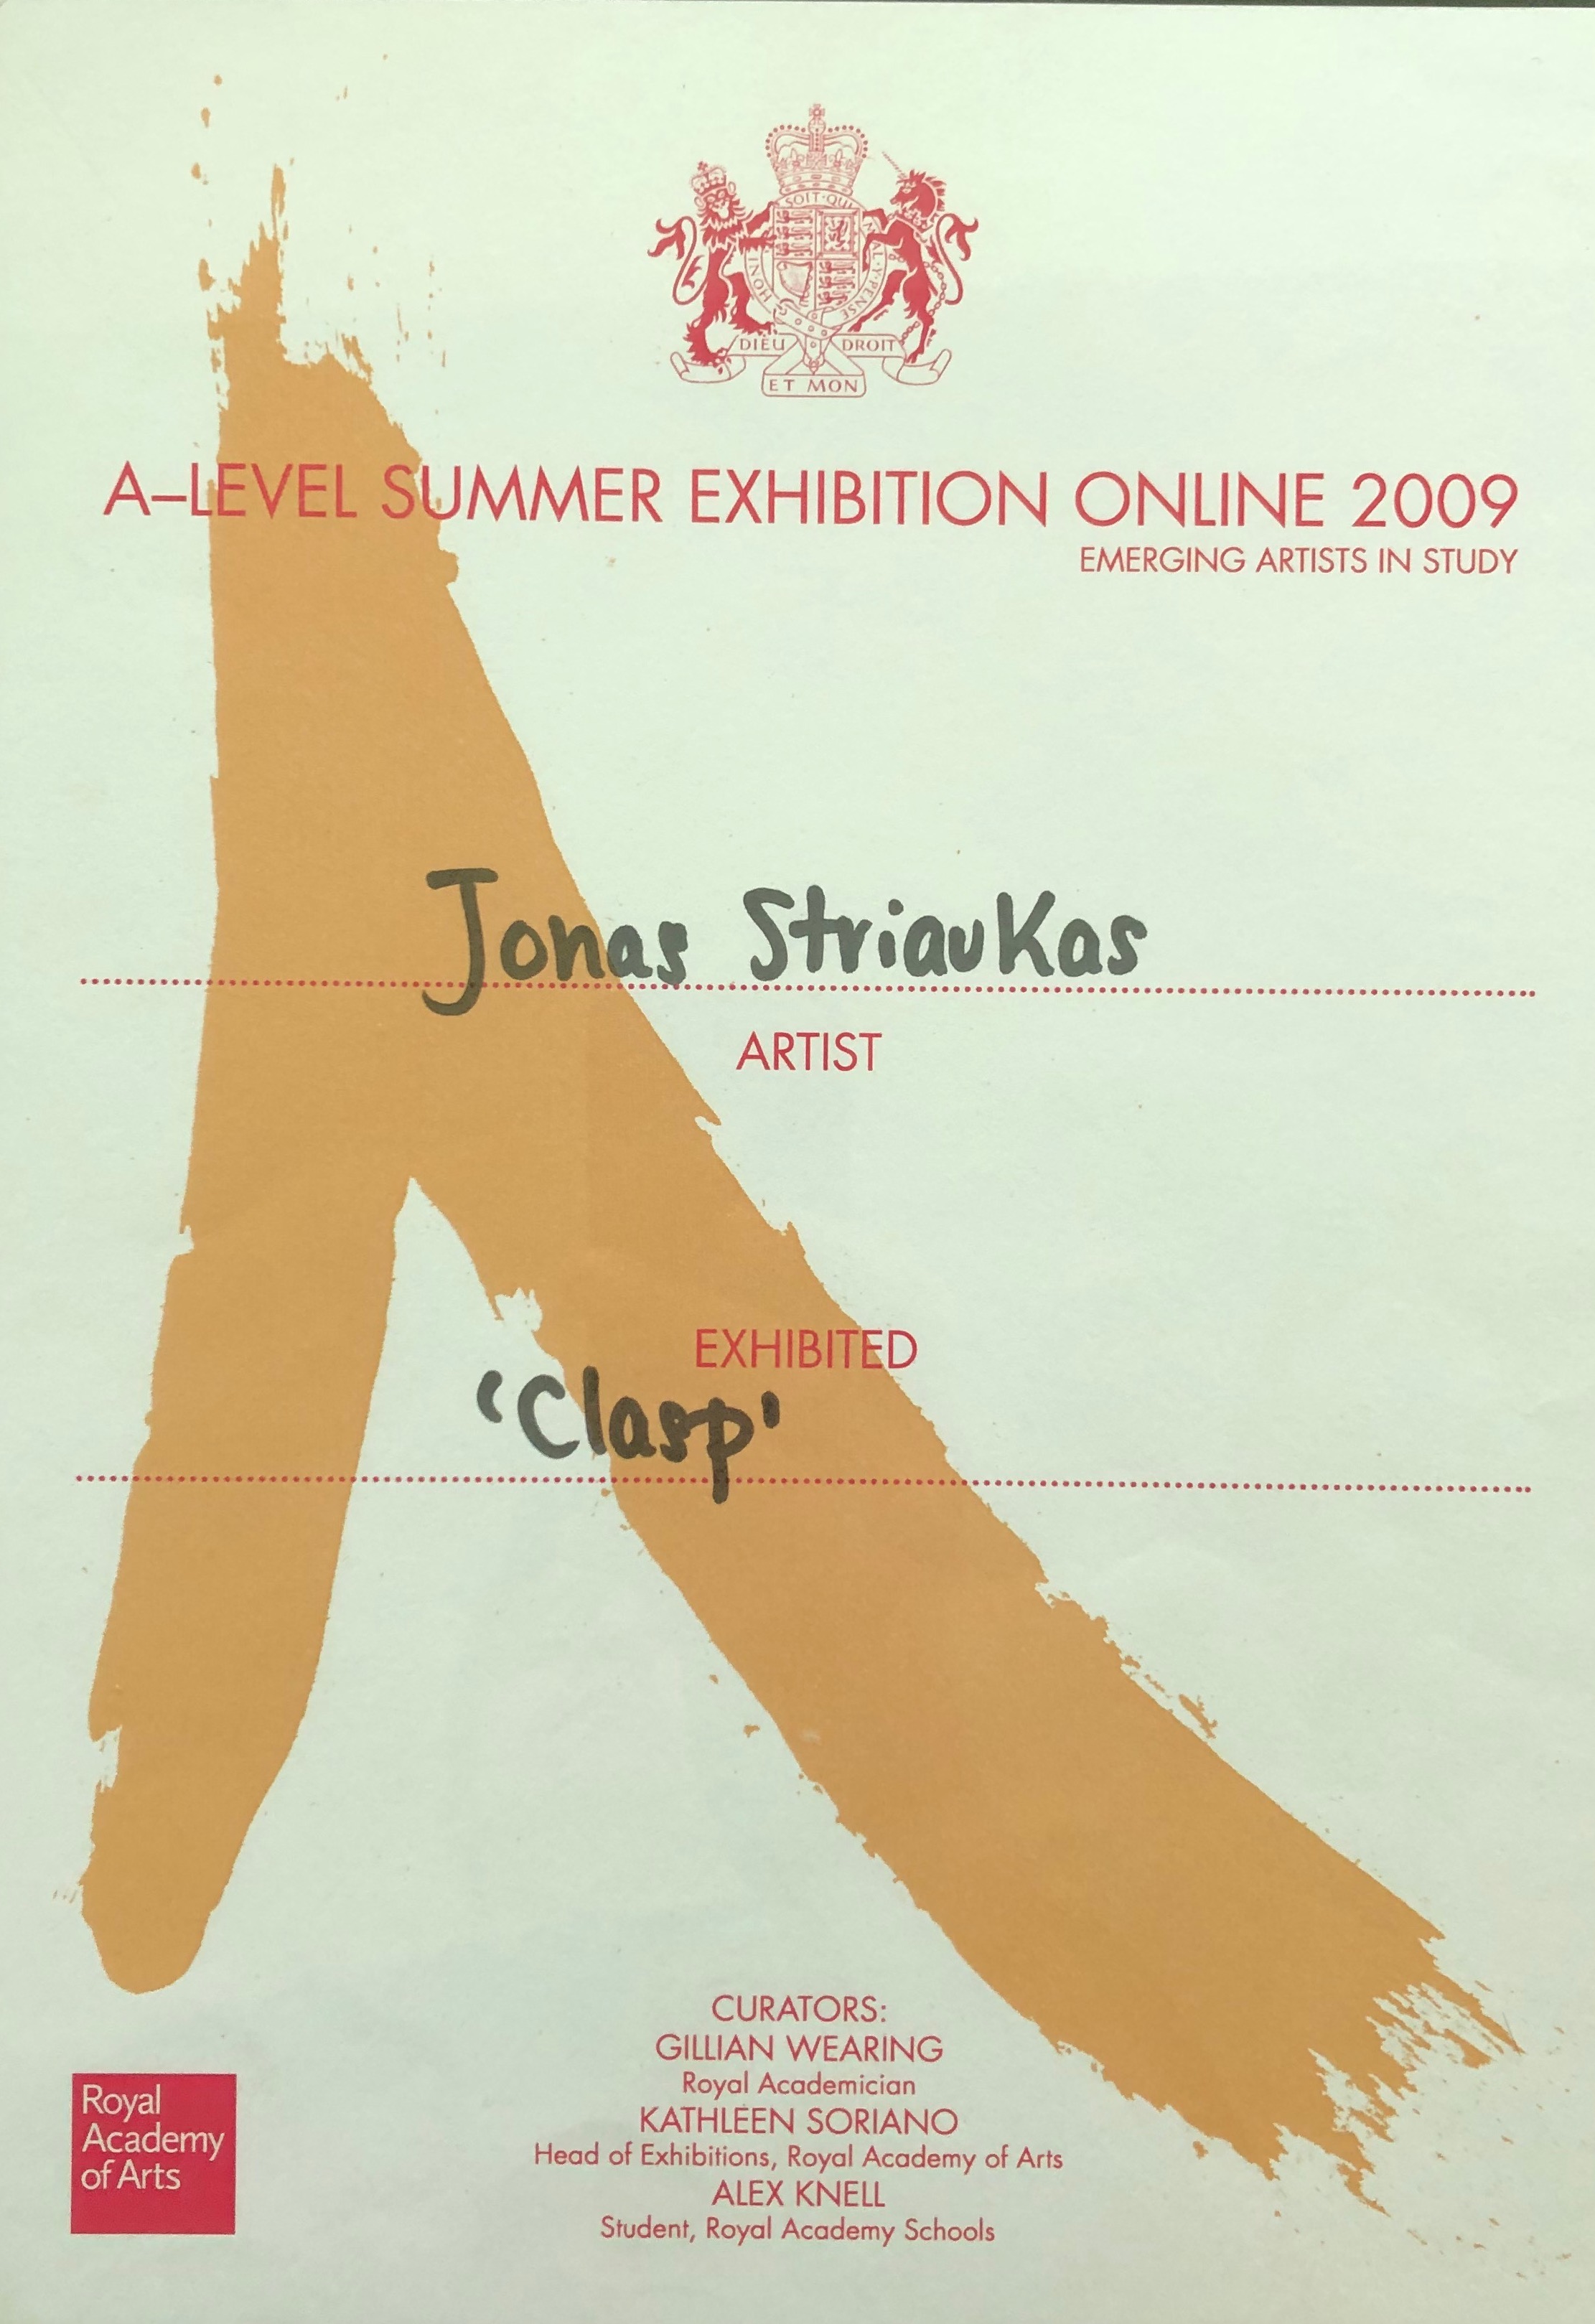 SOIT QUI
HONI
MAL Y PENSE
DIEU
DROIT
ET MON
A–LEVEL SUMMER EXHIBITION ONLINE 2009
EMERGING ARTISTS IN STUDY
Jonas Striaukas
ARTIST
EXHIBITED
'Clasp'
CURATORS:
GILLIAN WEARING
Royal Academician
KATHLEEN SORIANO
Head of Exhibitions, Royal Academy of Arts
ALEX KNELL
Student, Royal Academy Schools
Royal
Academy
of Arts